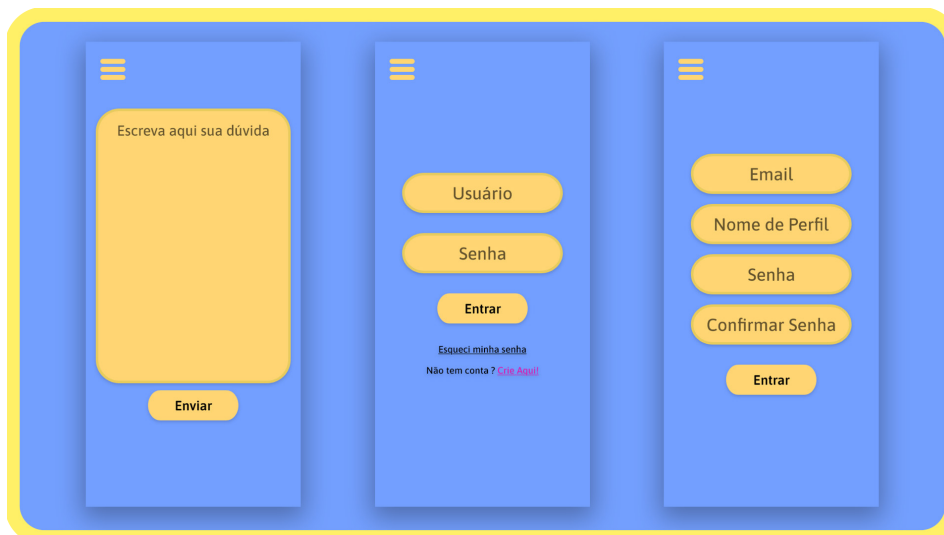 Escreva aqui sua dúvida
Enviar
Usuário
Senha
Entrar
Esqueci minha senha
Não tem conta ? Crie Aqui!
Email
Nome de Perfil
Senha
Confirmar Senha
Entrar